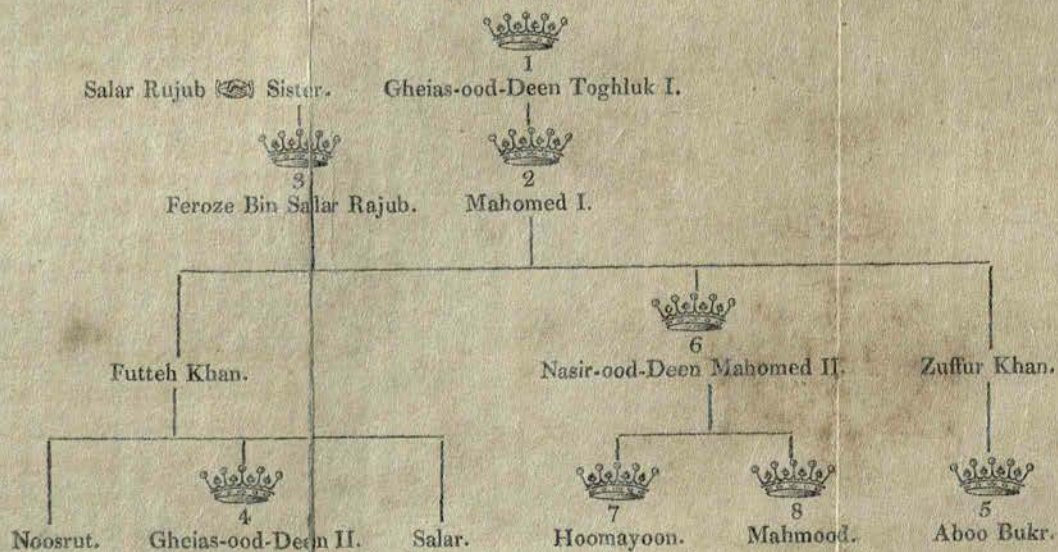 1
Salar Rujub Sister. Gheias-ood-Deen Toghluk I.
3 2
Feroze Bin Salar Rajub. Mahomed I.
6
Futteh Khan. Nasir-ood-Deen Mahomed II. Zuffur Khan.
4 7 8 5
Noosrut. Gheias-ood-Deen II. Salar. Hoomayoon. Mahmood. Aboo Bukr.